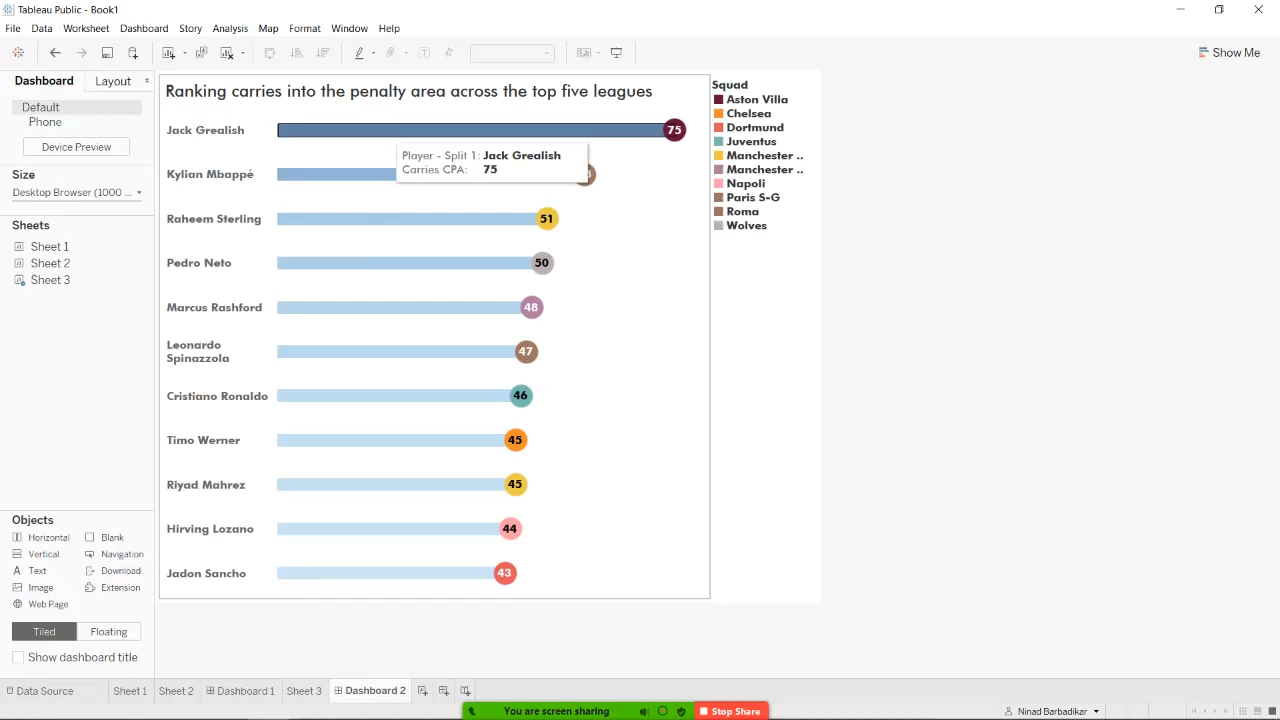 Tableau Public - Book1
File Data Worksheet Dashboard Story Analysis Map Format Window Help
Show Me
Dashboard Layout
Default
Phone
Device Preview
Size
Desktop Browser (1000 ...
Sheets
Sheet 1
Sheet 2
Sheet 3
Objects
Horizontal Blank
Vertical Navigation
Text Download
Image Extension
Web Page
Tiled Floating
Show dashboard title
Ranking carries into the penalty area across the top five leagues
Jack Grealish 75
Player - Split 1: Jack Grealish
Carries CPA: 75
Kylian Mbappé
Raheem Sterling 51
Pedro Neto 50
Marcus Rashford 48
Leonardo
Spinazzola 47
Cristiano Ronaldo 46
Timo Werner 45
Riyad Mahrez 45
Hirving Lozano 44
Jadon Sancho 43
Squad
Aston Villa
Chelsea
Dortmund
Juventus
Manchester ..
Manchester ..
Napoli
Paris S-G
Roma
Wolves
Data Source Sheet 1 Sheet 2 Dashboard 1 Sheet 3 Dashboard 2
You are screen sharing Stop Share
Ninad Barbadikar